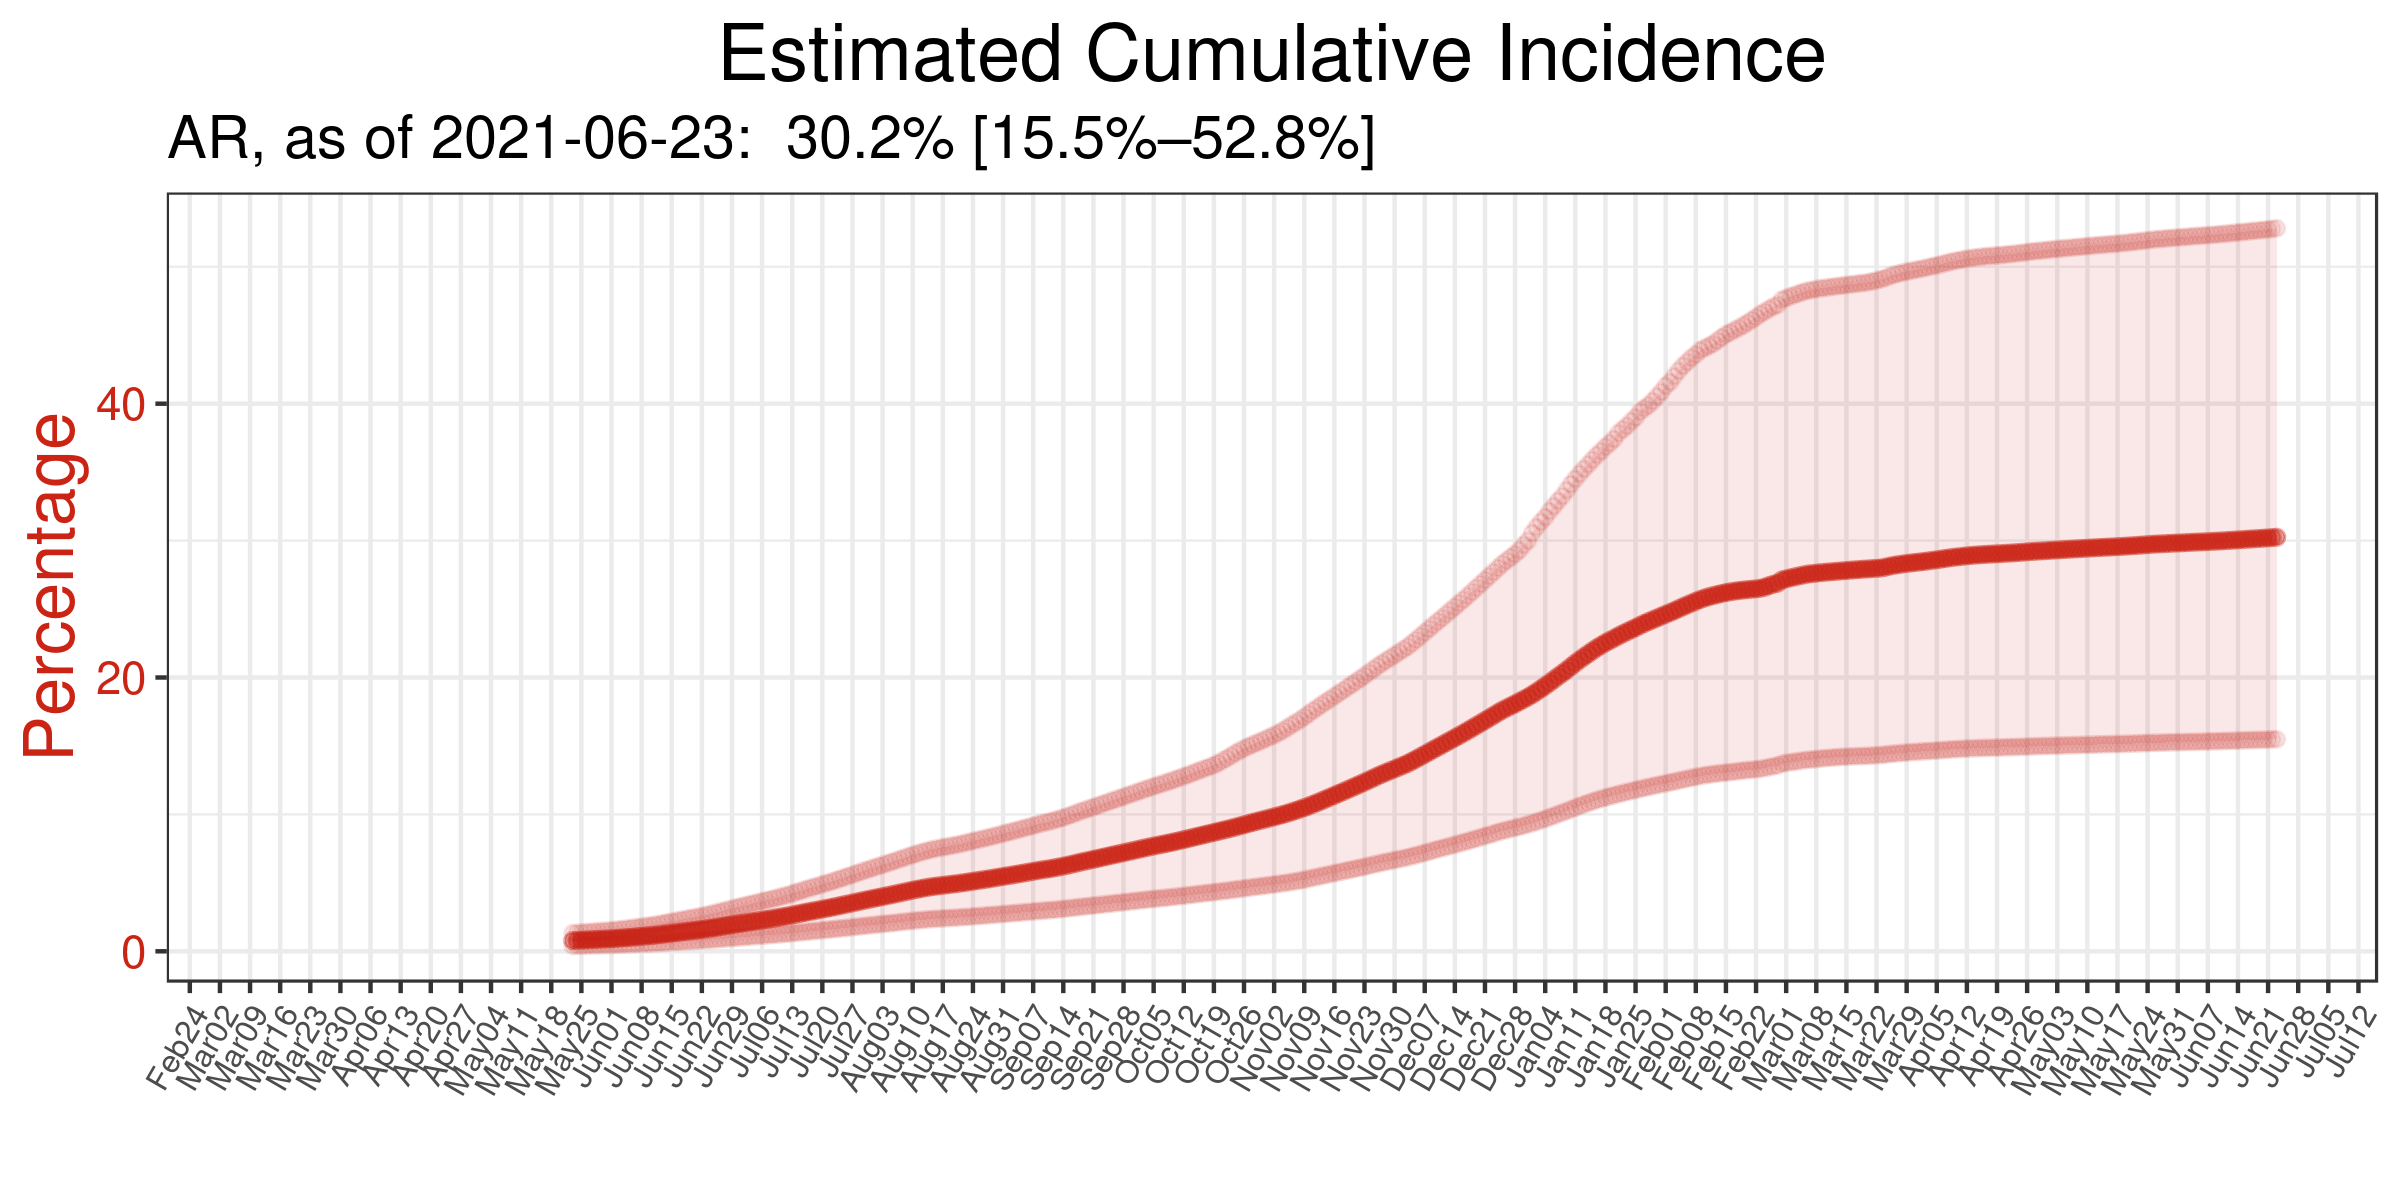 Estimated Cumulative Incidence
AR, as of 2021-06-23:  30.2% [15.5%–52.8%]
Percentage
40
20
0
Feb24
Mar02
Mar09
Mar16
Mar23
Mar30
Apr06
Apr13
Apr20
Apr27
May04
May11
May18
May25
Jun01
Jun08
Jun15
Jun22
Jun29
Jul06
Jul13
Jul20
Jul27
Aug03
Aug10
Aug17
Aug24
Aug31
Sep07
Sep14
Sep21
Sep28
Oct05
Oct12
Oct19
Oct26
Nov02
Nov09
Nov16
Nov23
Nov30
Dec07
Dec14
Dec21
Dec28
Jan04
Jan11
Jan18
Jan25
Feb01
Feb08
Feb15
Feb22
Mar01
Mar08
Mar15
Mar22
Mar29
Apr05
Apr12
Apr19
Apr26
May03
May10
May17
May24
May31
Jun07
Jun14
Jun21
Jun28
Jul05
Jul12